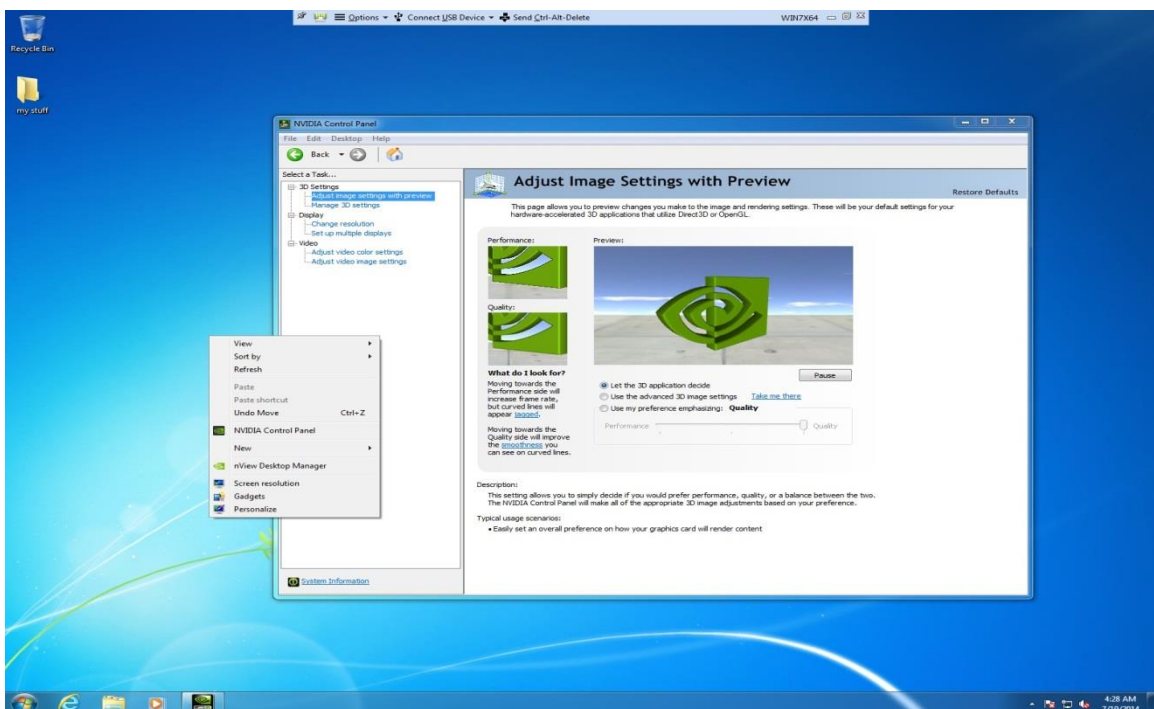 Options
Connect USB Device
Send Ctrl-Alt-Delete
WIN7X64
Recycle Bin
my stuff
NVIDIA Control Panel
File Edit Desktop Help
Back
Select a Task...
3D Settings
Adjust image settings with preview
Manage 3D settings
Display
Change resolution
Set up multiple displays
Video
Adjust video color settings
Adjust video image settings
System Information
Adjust Image Settings with Preview
Restore Defaults
This page allows you to preview changes you make to the image and rendering settings. These will be your default settings for your
hardware-accelerated 3D applications that utilize Direct3D or OpenGL.
Performance:
Quality:
What do I look for?
Moving towards the
Performance side will
increase frame rate,
but curved lines will
appear jagged.
Moving towards the
Quality side will improve
the smoothness you
can see on curved lines.
Preview:
Pause
Let the 3D application decide
Use the advanced 3D image settings Take me there
Use my preference emphasizing: Quality
Performance Quality
Description:
This setting allows you to simply decide if you would prefer performance, quality, or a balance between the two.
The NVIDIA Control Panel will make all of the appropriate 3D image adjustments based on your preference.
Typical usage scenarios:
• Easily set an overall preference on how your graphics card will render content
View
Sort by
Refresh
Paste
Paste shortcut
Undo Move Ctrl+Z
NVIDIA Control Panel
New
nView Desktop Manager
Screen resolution
Gadgets
Personalize
4:28 AM